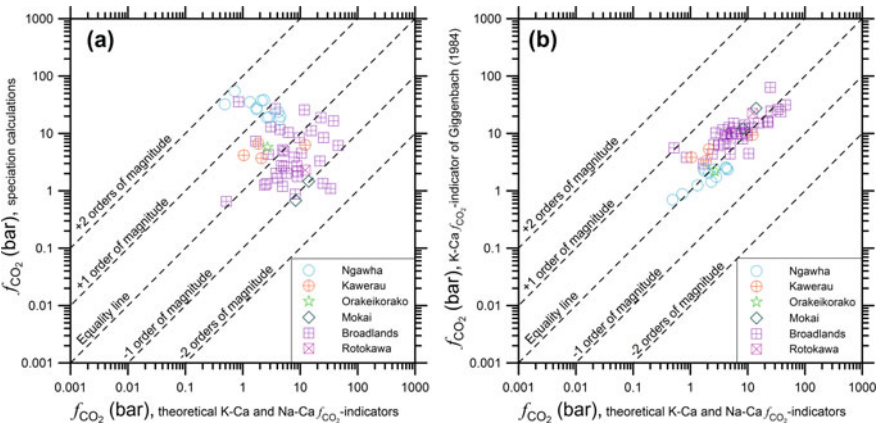 (a)
1000
100
10
1
0.1
0.01
0.001
fCO2 (bar), speciation calculations
+2 orders of magnitude
+1 order of magnitude
Equality line
-1 order of magnitude
-2 orders of magnitude
Ngawha
Kawerau
Orakeikorako
Mokai
Broadlands
Rotokawa
0.001 0.01 0.1 1 10 100 1000
fCO2 (bar), theoretical K-Ca and Na-Ca fCO2-indicators
(b)
1000
100
10
1
0.1
0.01
0.001
fCO2 (bar), K-Ca fCO2-indicator of Giggenbach (1984)
+2 orders of magnitude
+1 order of magnitude
Equality line
-1 order of magnitude
-2 orders of magnitude
Ngawha
Kawerau
Orakeikorako
Mokai
Broadlands
Rotokawa
0.001 0.01 0.1 1 10 100 1000
fCO2 (bar), theoretical K-Ca and Na-Ca fCO2-indicators